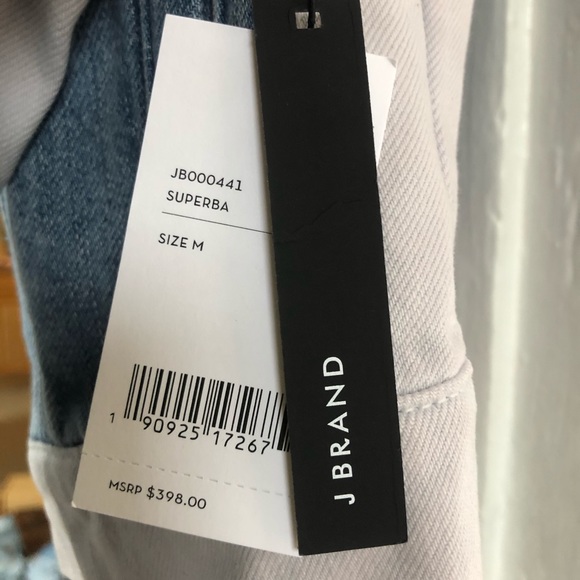 JB000441
SUPERBA
SIZE M
1 90925 17267
MSRP $398.00
J BRAND